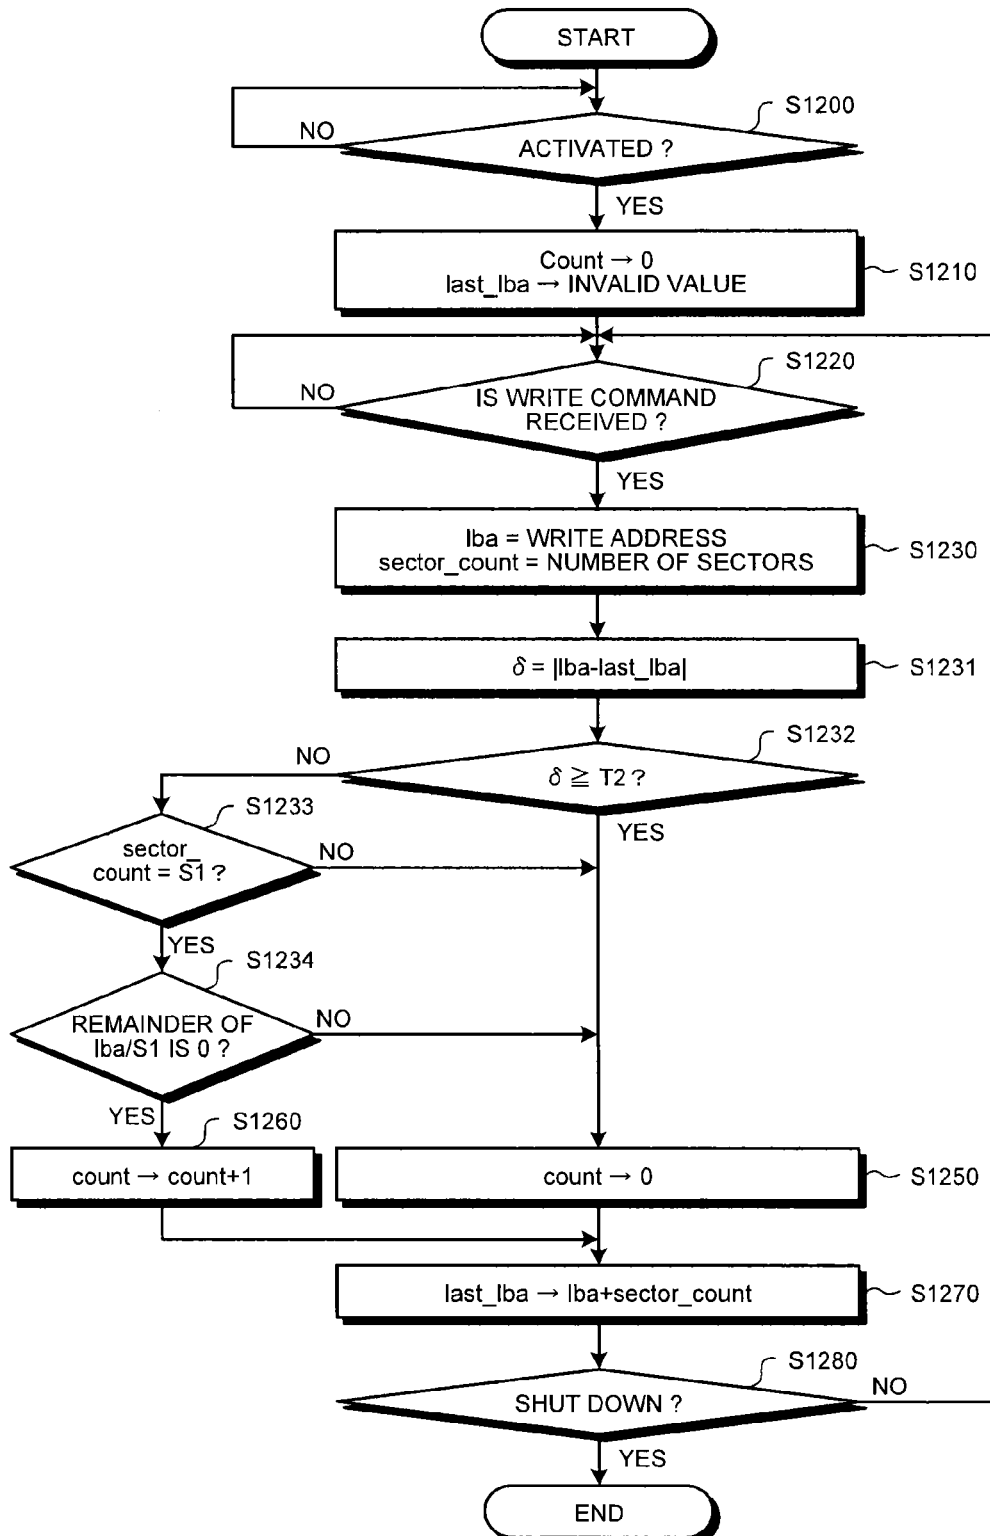 START
S1200
NO
ACTIVATED ?
YES
Count → 0
last_lba → INVALID VALUE
S1210
S1220
NO
IS WRITE COMMAND
RECEIVED ?
YES
lba = WRITE ADDRESS
sector_count = NUMBER OF SECTORS
S1230
δ = |lba-last_lba|
S1231
S1232
NO
δ ≧ T2 ?
YES
S1233
sector_
count = S1 ?
NO
YES
S1234
REMAINDER OF
lba/S1 IS 0 ?
NO
YES
S1260
count → count+1
count → 0
S1250
last_lba → lba+sector_count
S1270
S1280
SHUT DOWN ?
NO
YES
END